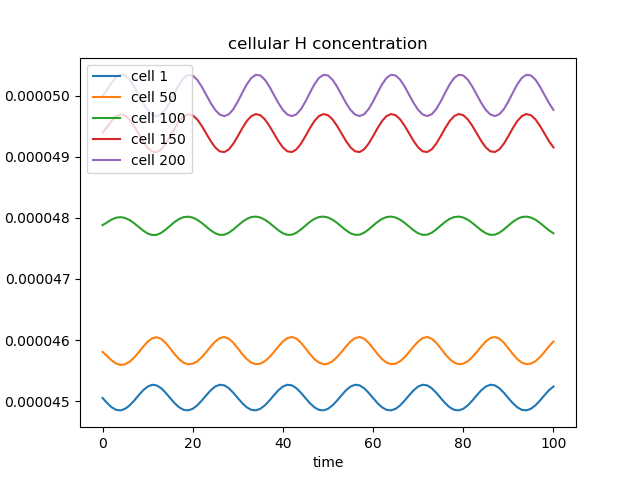 cellular H concentration
cell 1
cell 50
cell 100
cell 150
cell 200
0.000050
0.000049
0.000048
0.000047
0.000046
0.000045
0 20 40 60 80 100
time